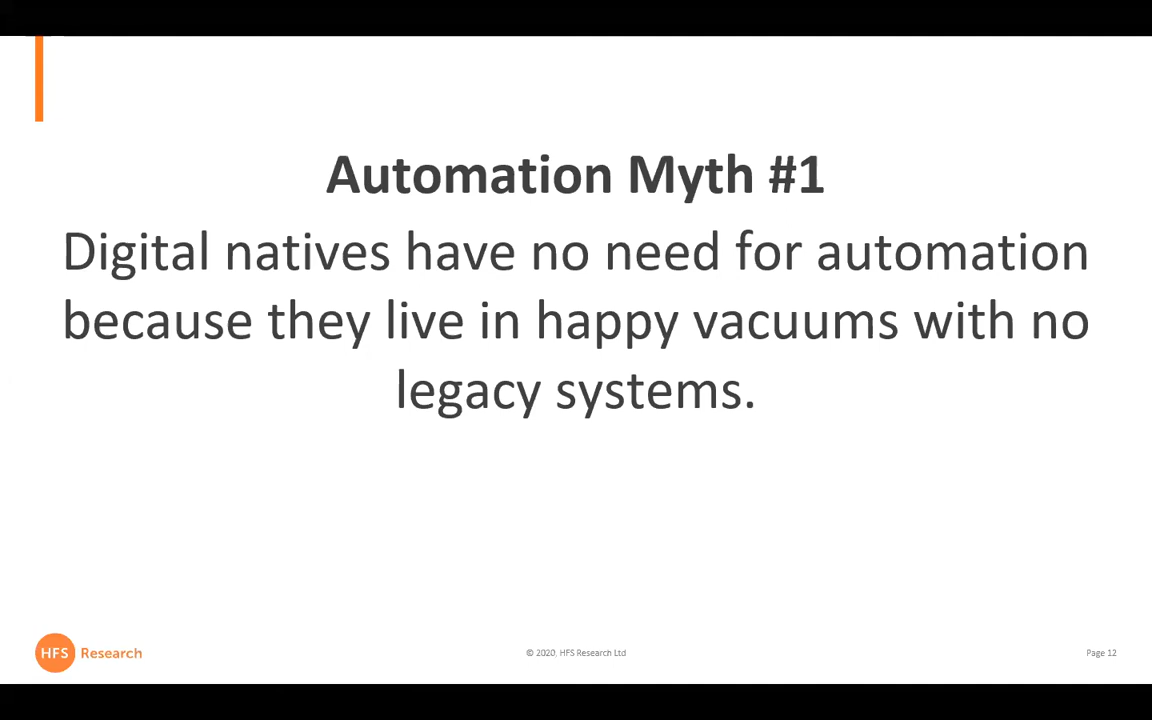 Automation Myth #1
Digital natives have no need for automation
because they live in happy vacuums with no
legacy systems.
HFS Research
© 2020, HFS Research Ltd
Page 12